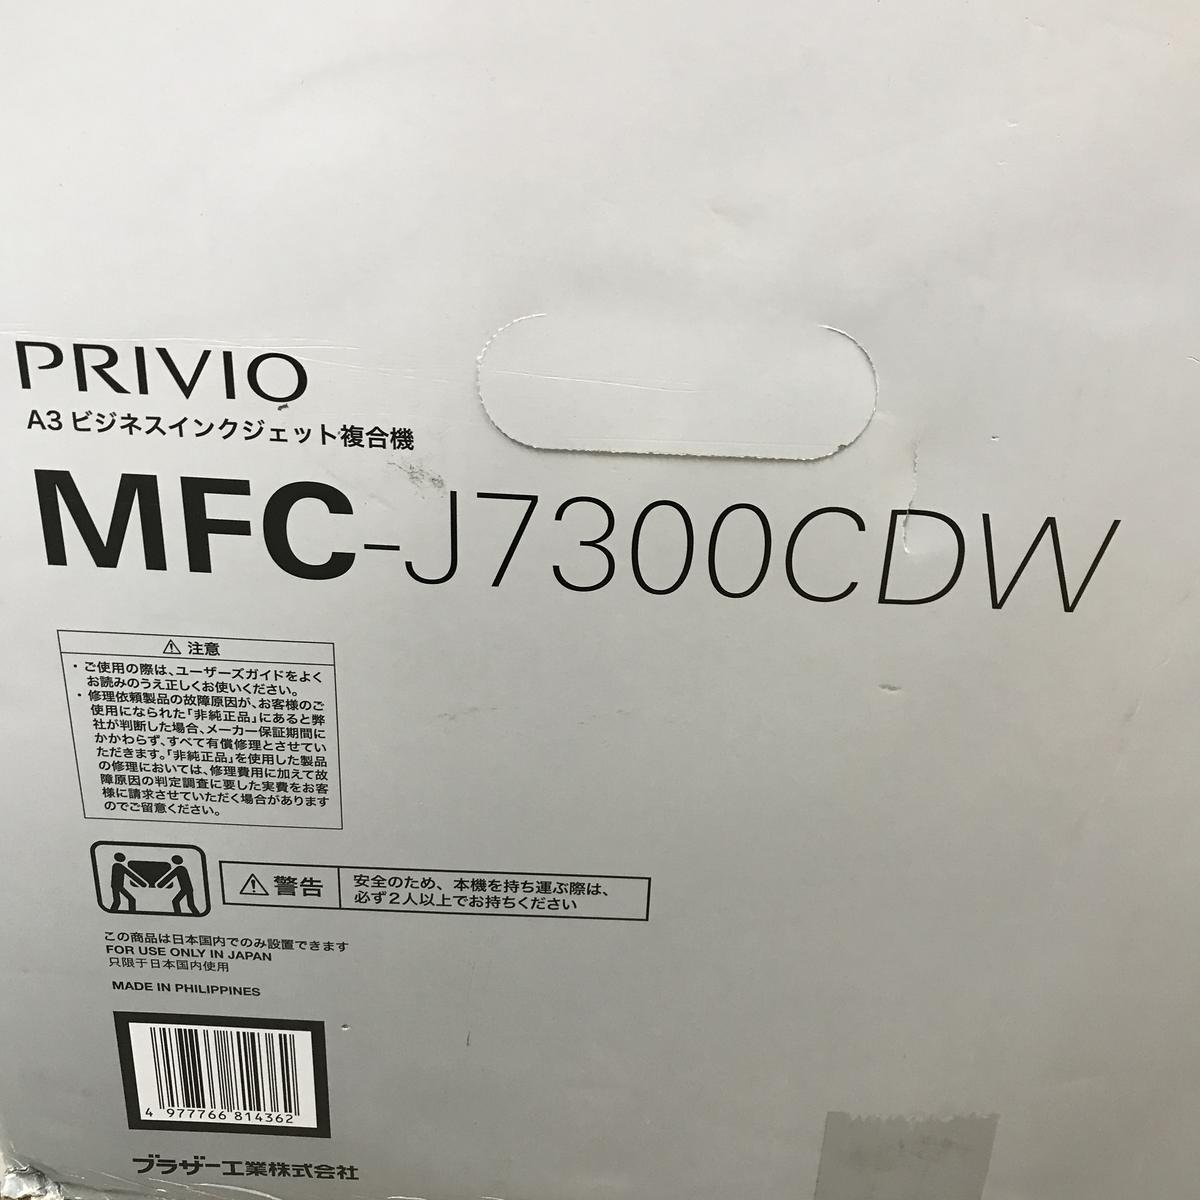 PRIVIO
A3 ビジネスインクジェット複合機
MFC-J7300CDW
⚠ 注意
・ご使用の際は、ユーザーズガイドをよく
お読みのうえ正しくお使いください。
・修理依頼製品の故障原因が、お客様のご
使用になられた「非純正品」にあると弊
社が判断した場合、メーカー保証期間に
かかわらず、すべて有償修理とさせてい
ただきます。「非純正品」を使用した製品
の修理においては、修理費用に加えて故
障原因の判定調査に要した実費をお客
様に請求させていただく場合があります
のでご留意ください。
⚠ 警告
安全のため、本機を持ち運ぶ際は、
必ず2人以上でお持ちください
この商品は日本国内でのみ設置できます
FOR USE ONLY IN JAPAN
只限于日本国内使用
MADE IN PHILIPPINES
4 977766 814362
ブラザー工業株式会社